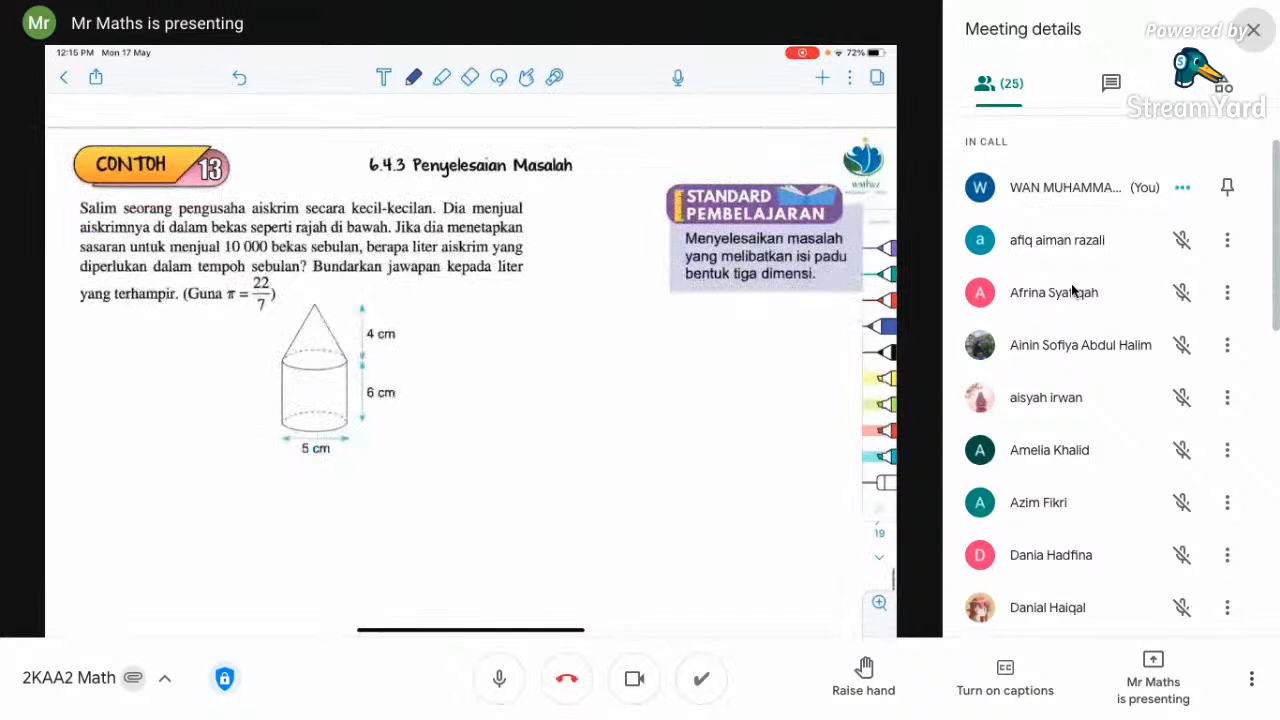 Mr
Mr Maths is presenting
12:15 PM Mon 17 May
72%
T
CONTOH 13
6.4.3 Penyelesaian Masalah
Salim seorang pengusaha aiskrim secara kecil-kecilan. Dia menjual
aiskrimnya di dalam bekas seperti rajah di bawah. Jika dia menetapkan
sasaran untuk menjual 10 000 bekas sebulan, berapa liter aiskrim yang
diperlukan dalam tempoh sebulan? Bundarkan jawapan kepada liter
yang terhampir. (Guna π = 22/7)
4 cm
6 cm
5 cm
STANDARD
PEMBELAJARAN
Menyelesaikan masalah
yang melibatkan isi padu
bentuk tiga dimensi.
19
Meeting details
Powered by
S
StreamYard
(25)
IN CALL
W WAN MUHAMMA... (You)
a afiq aiman razali
A Afrina Syafiqah
Ainin Sofiya Abdul Halim
aisyah irwan
A Amelia Khalid
A Azim Fikri
D Dania Hadfina
Danial Haiqal
2KAA2 Math
Raise hand
Turn on captions
Mr Maths
is presenting